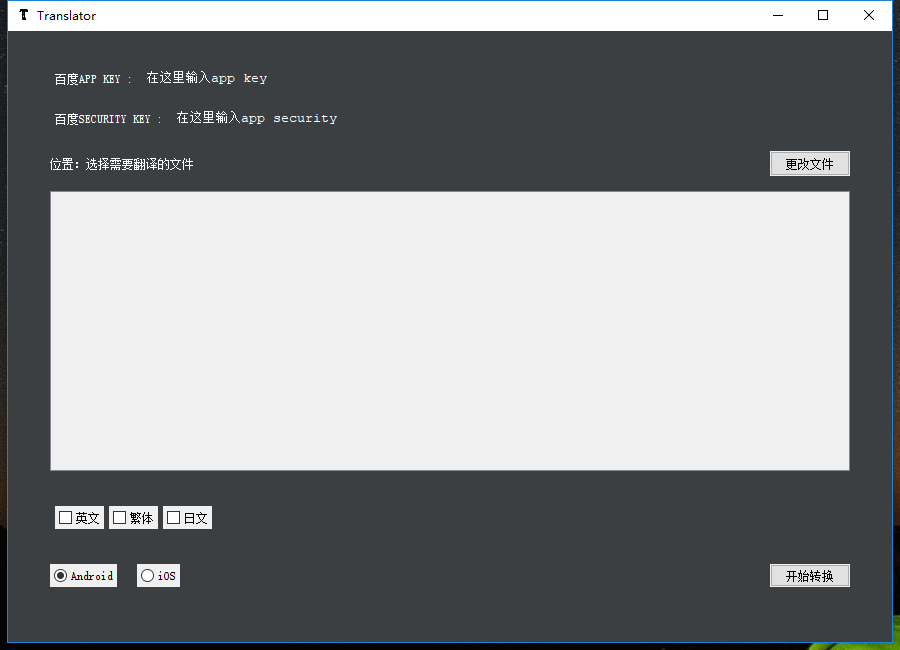 Translator
百度APP KEY : 在这里输入app key
百度SECURITY KEY : 在这里输入app security
位置: 选择需要翻译的文件 更改文件
英文 繁体 日文
Android iOS 开始转换